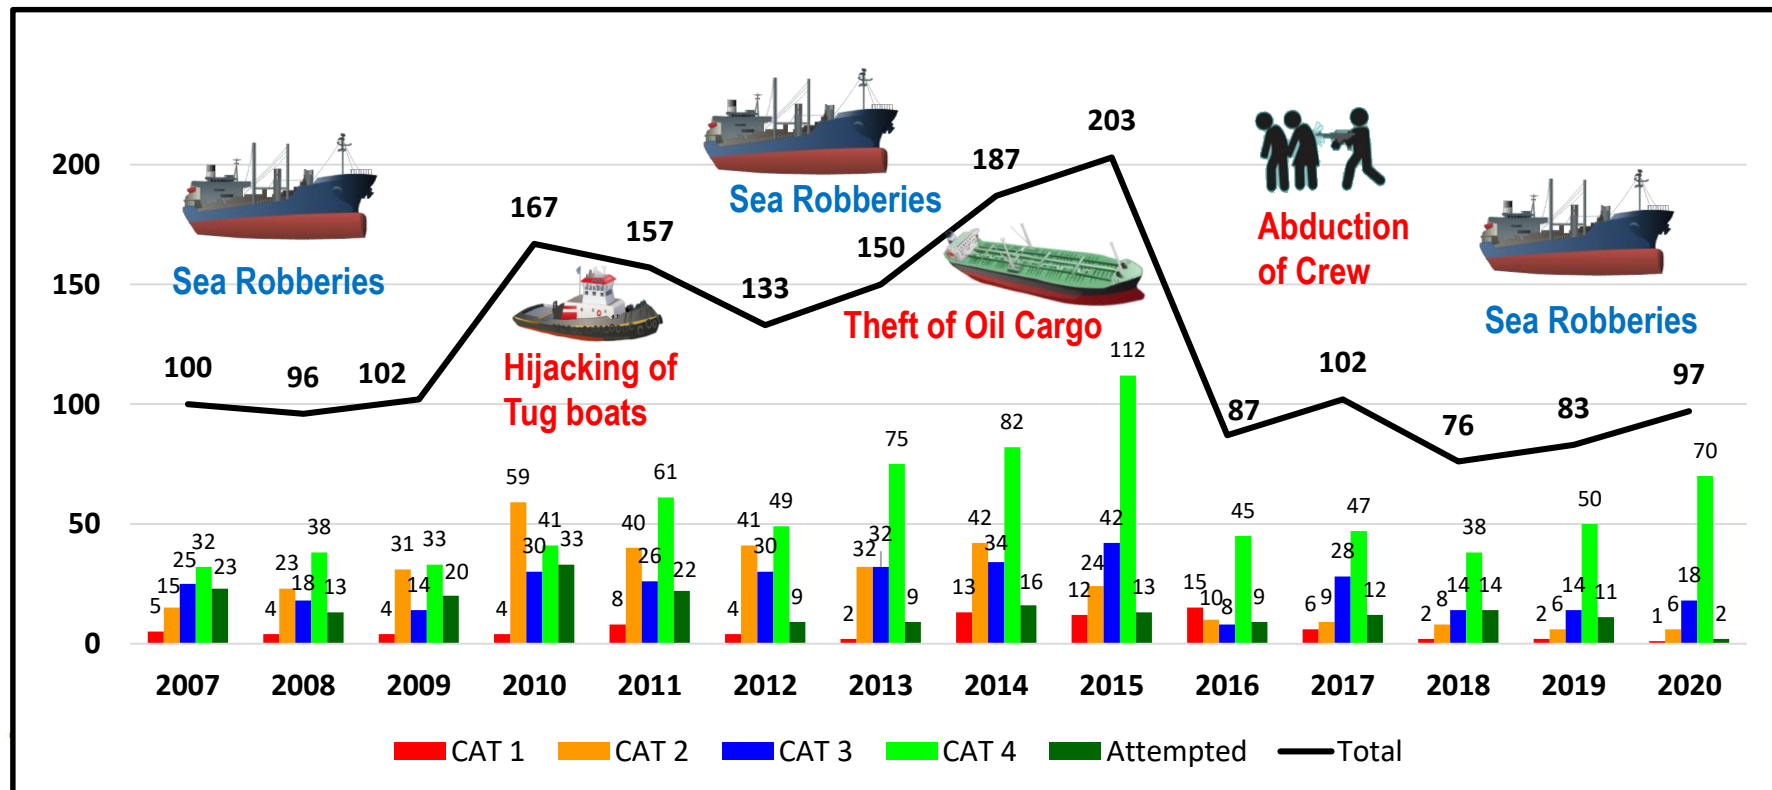 203
200
187
167
Sea Robberies
157
150
150
Abduction
of Crew
Sea Robberies
133
Theft of Oil Cargo
Sea Robberies
Hijacking of
Tug boats
112
100
96
102
102
97
100
87
76
83
5 15 25 32 23
4 23 18 38 13
4 31 14 33 20
4 59 30 41 33
8 40 26 61 22
4 41 30 49 9
2 32 32 75 9
13 42 34 82 16
12 24 42 13
15 10 8 45 9
6 9 28 47 12
2 8 14 38 14
2 6 14 50 11
1 6 18 70 2
50
0
2007 2008 2009 2010 2011 2012 2013 2014 2015 2016 2017 2018 2019 2020
CAT 1 CAT 2 CAT 3 CAT 4 Attempted Total